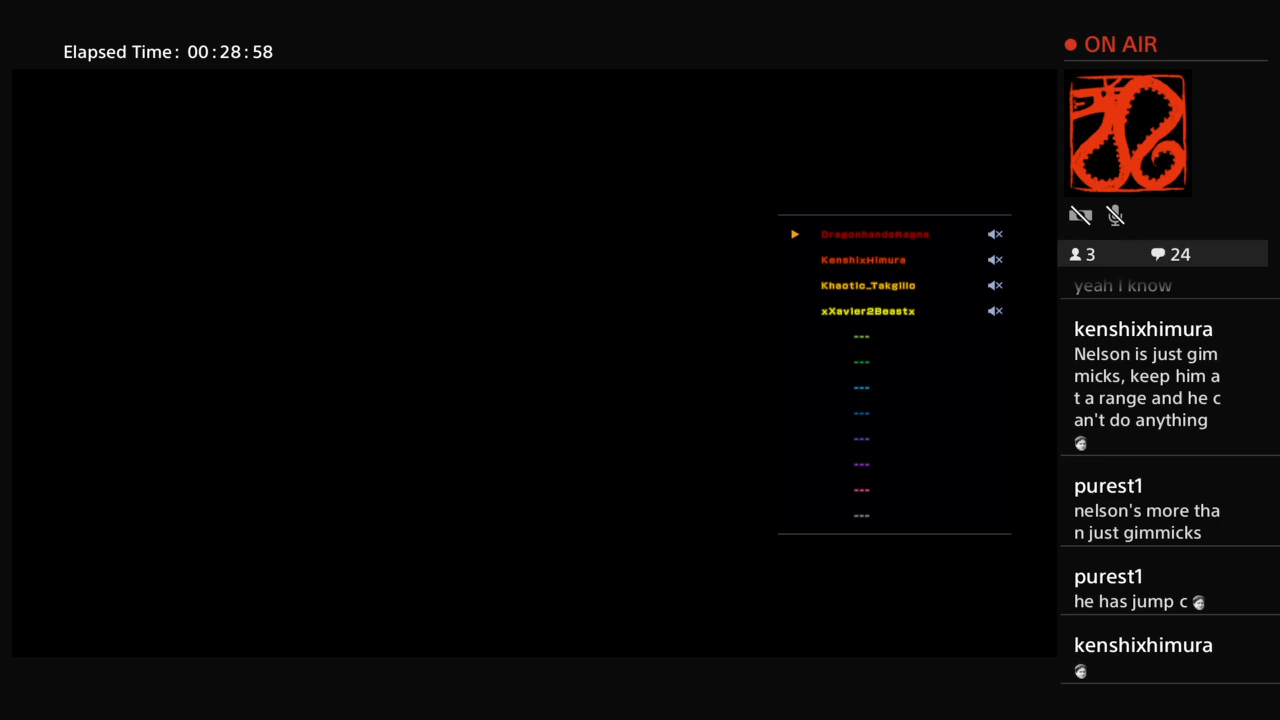 Elapsed Time: 00:28:58
ON AIR
DragonhandsMagna
KenshixHimura
Khaotic_Takgillo
xXavier2Beastx
---
---
---
---
---
---
---
---
3 24
yeah I know
kenshixhimura
Nelson is just gim
micks, keep him a
t a range and he c
an't do anything
purest1
nelson's more tha
n just gimmicks
purest1
he has jump c
kenshixhimura